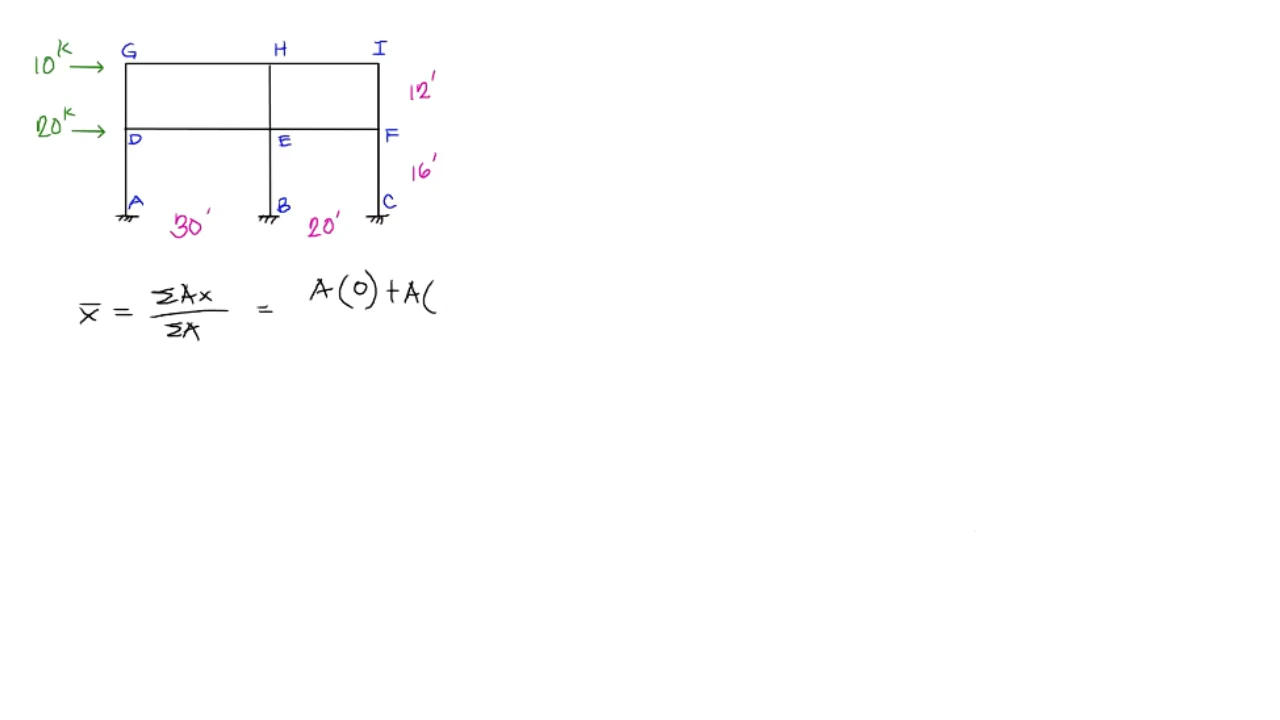 G H I
10ᴷ → 12'
20ᴷ → D E F
16'
A B C
30' 20'
x̅ = ΣAx / ΣA = A(0)+A(